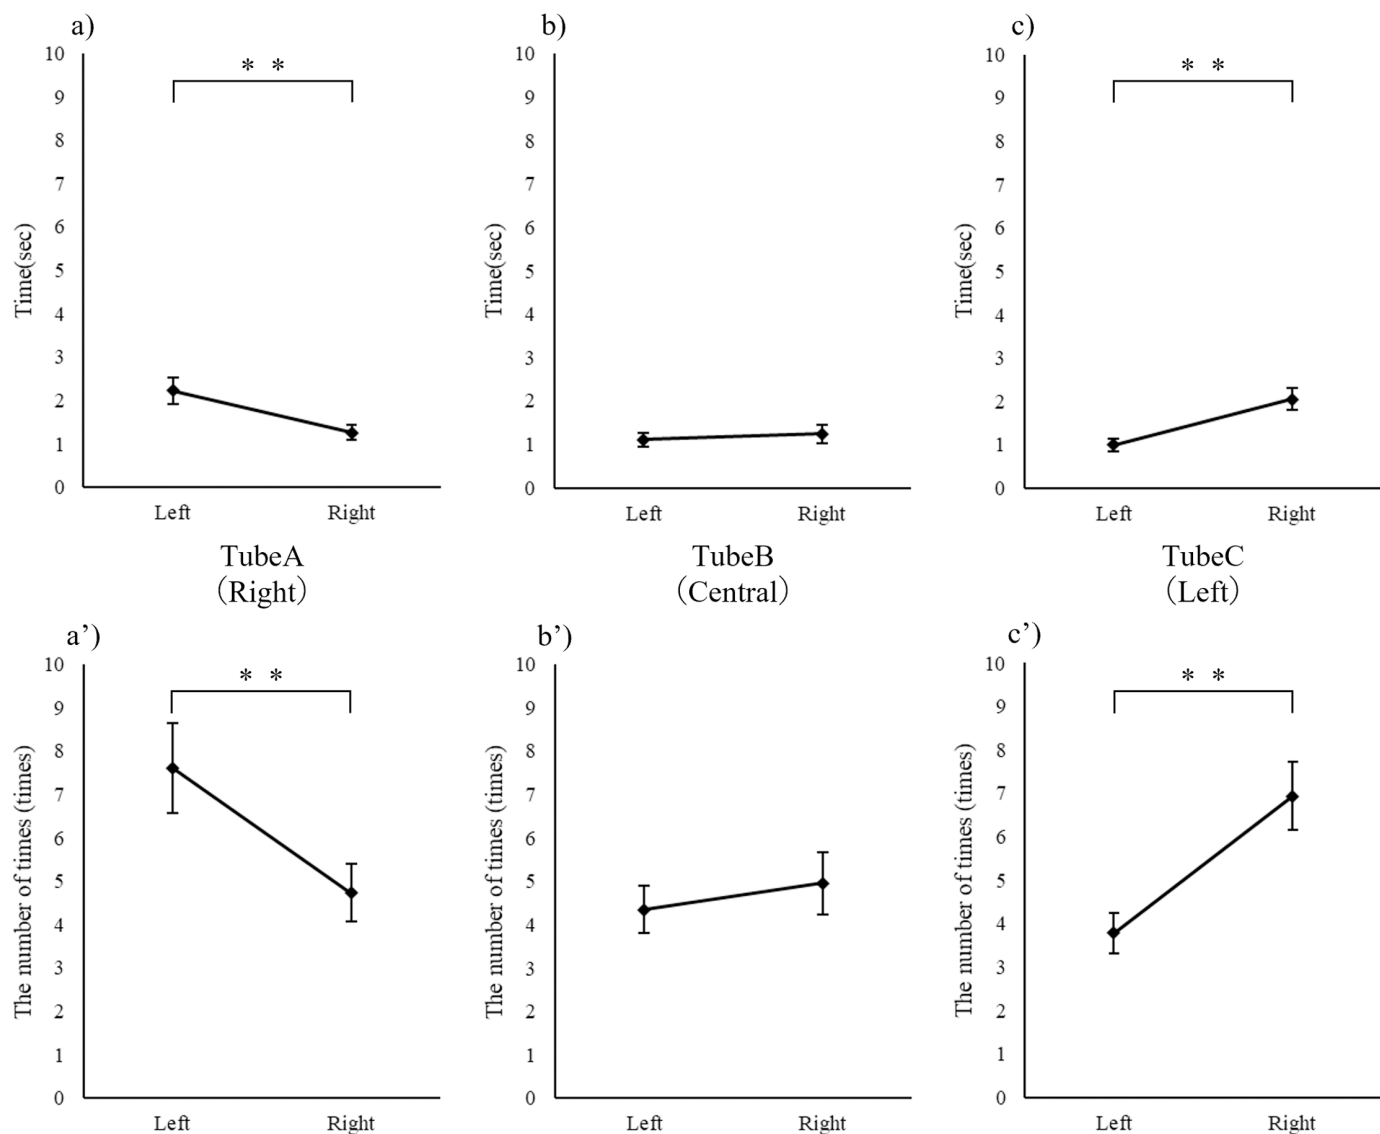 a)
* *
10
9
8
7
6
5
4
3
2
1
0
Time(sec)
Left Right
b)
10
9
8
7
6
5
4
3
2
1
0
Time(sec)
Left Right
c)
* *
10
9
8
7
6
5
4
3
2
1
0
Time(sec)
Left Right
TubeA
（Right）
TubeB
（Central）
TubeC
（Left）
a’)
* *
10
9
8
7
6
5
4
3
2
1
0
The number of times (times)
Left Right
b’)
10
9
8
7
6
5
4
3
2
1
0
The number of times (times)
Left Right
c’)
* *
10
9
8
7
6
5
4
3
2
1
0
The number of times (times)
Left Right